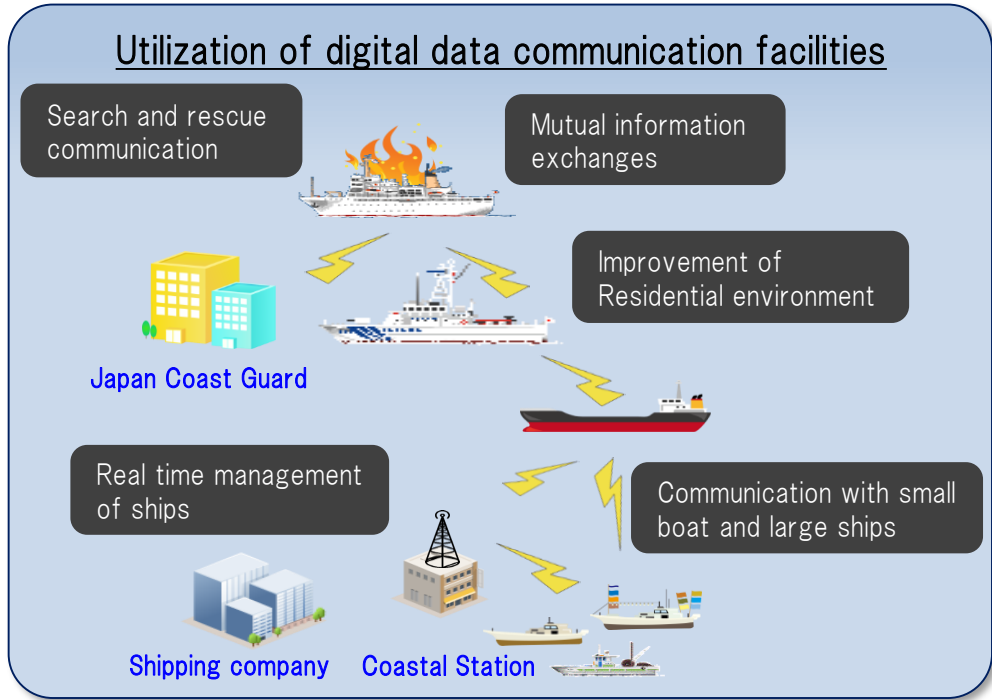 Utilization of digital data communication facilities
Search and rescue
communication
Mutual information
exchanges
Improvement of
Residential environment
Japan Coast Guard
Real time management
of ships
Communication with small
boat and large ships
Shipping company
Coastal Station